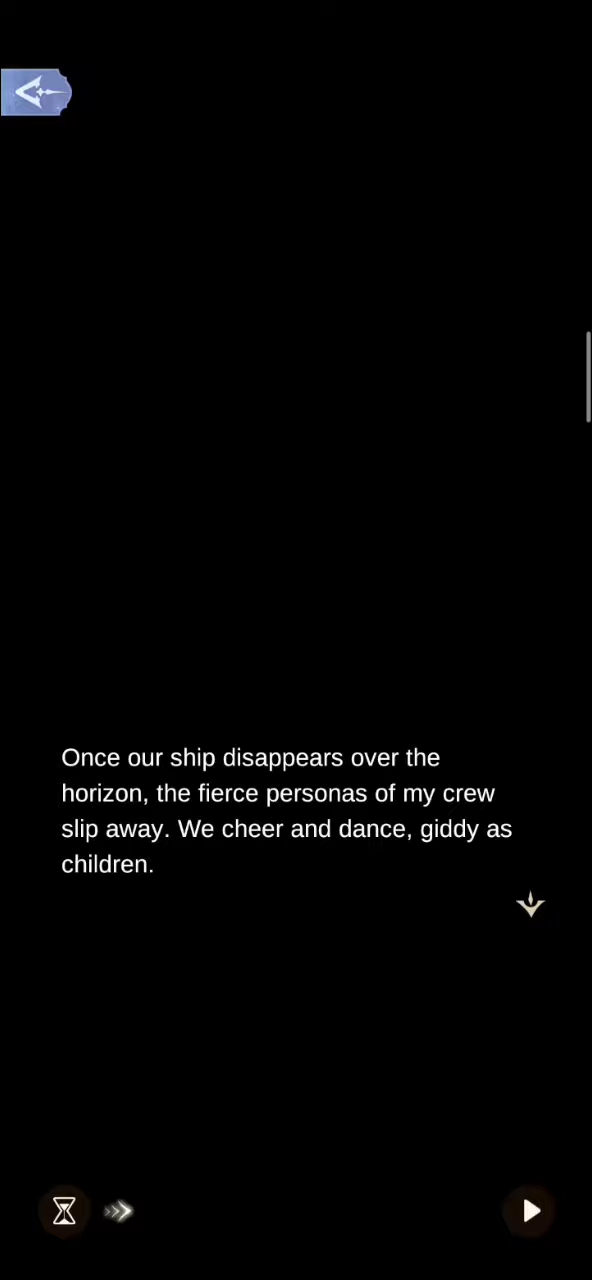 Once our ship disappears over the
horizon, the fierce personas of my crew
slip away. We cheer and dance, giddy as
children.